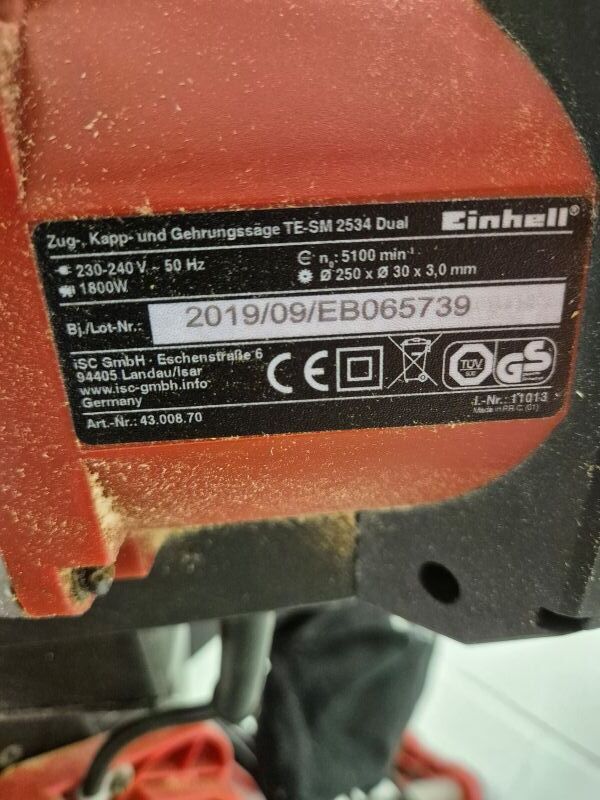 Zug-, Kapp- und Gehrungssäge TE-SM 2534 Dual
Einhell®
230-240 V ~ 50 Hz
1800W
n₀: 5100 min⁻¹
Ø 250 x Ø 30 x 3,0 mm
Bj./Lot-Nr.:
2019/09/EB065739
iSC GmbH · Eschenstraße 6
94405 Landau/Isar
www.isc-gmbh.info
Germany
Art.-Nr.: 43.008.70
CE
TÜV
SÜD
GS
I.-Nr.: 11013
Made in P.R.C. (01)